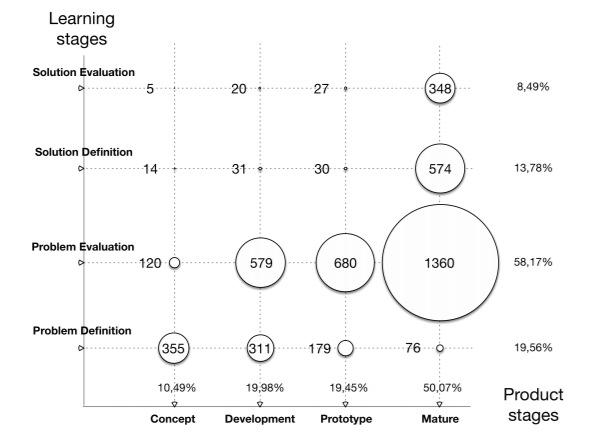 Learning
stages
Solution Evaluation
5 20 27 348 8,49%
Solution Definition
14 31 30 574 13,78%
Problem Evaluation
120 579 680 1360 58,17%
Problem Definition
355 311 179 76 19,56%
10,49% 19,98% 19,45% 50,07%
Product
stages
Concept Development Prototype Mature